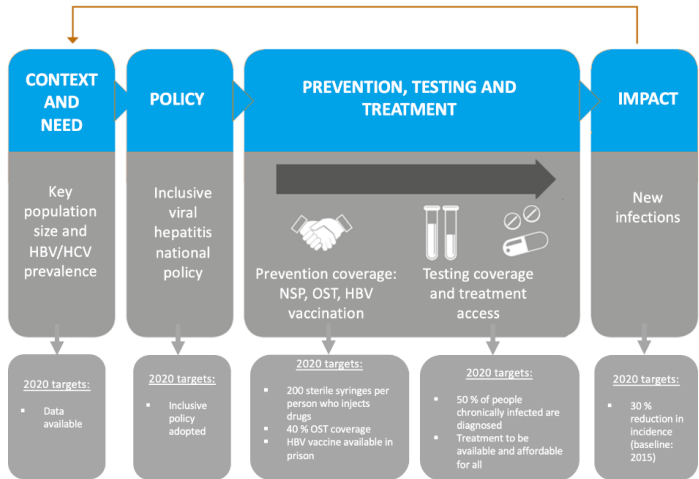 CONTEXT
AND
NEED
POLICY
PREVENTION, TESTING AND
TREATMENT
IMPACT
Key
population
size and
HBV/HCV
prevalence
Inclusive
viral
hepatitis
national
policy
Prevention coverage:
NSP, OST, HBV
vaccination
Testing coverage
and treatment
access
New
infections
2020 targets:
▪ Data
available
2020 targets:
▪ Inclusive
policy
adopted
2020 targets:
▪ 200 sterile syringes per
person who injects
drugs
▪ 40 % OST coverage
▪ HBV vaccine available in
prison
2020 targets:
▪ 50 % of people
chronically infected are
diagnosed
▪ Treatment to be
available and affordable
for all
2020 targets:
▪ 30 %
reduction in
incidence
(baseline:
2015)